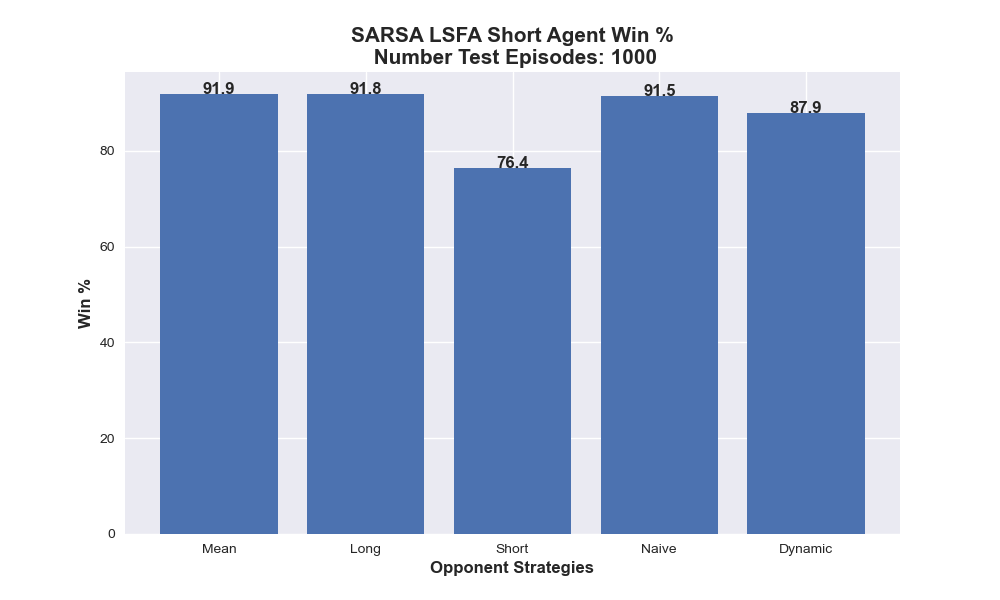 SARSA LSFA Short Agent Win %
Number Test Episodes: 1000
91.9
91.8
76.4
91.5
87.9
80
60
40
20
0
Win %
Mean
Long
Short
Naive
Dynamic
Opponent Strategies